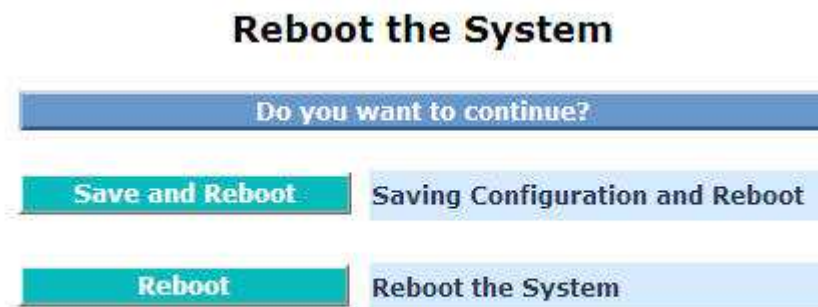 Reboot the System
Do you want to continue?
Save and Reboot Saving Configuration and Reboot
Reboot Reboot the System